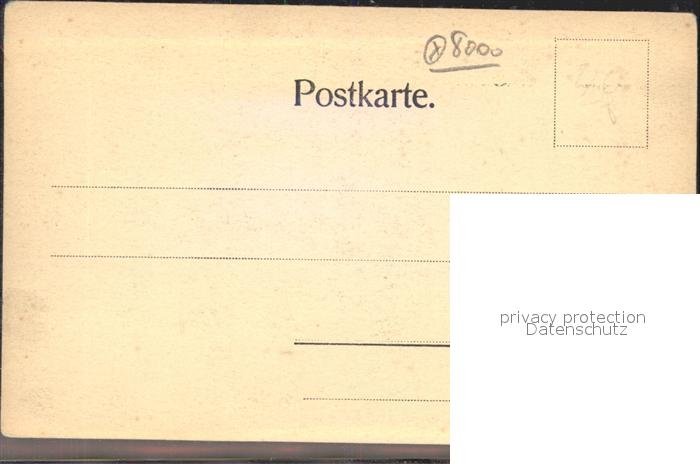 8000
Postkarte.
privacy protection
Datenschutz